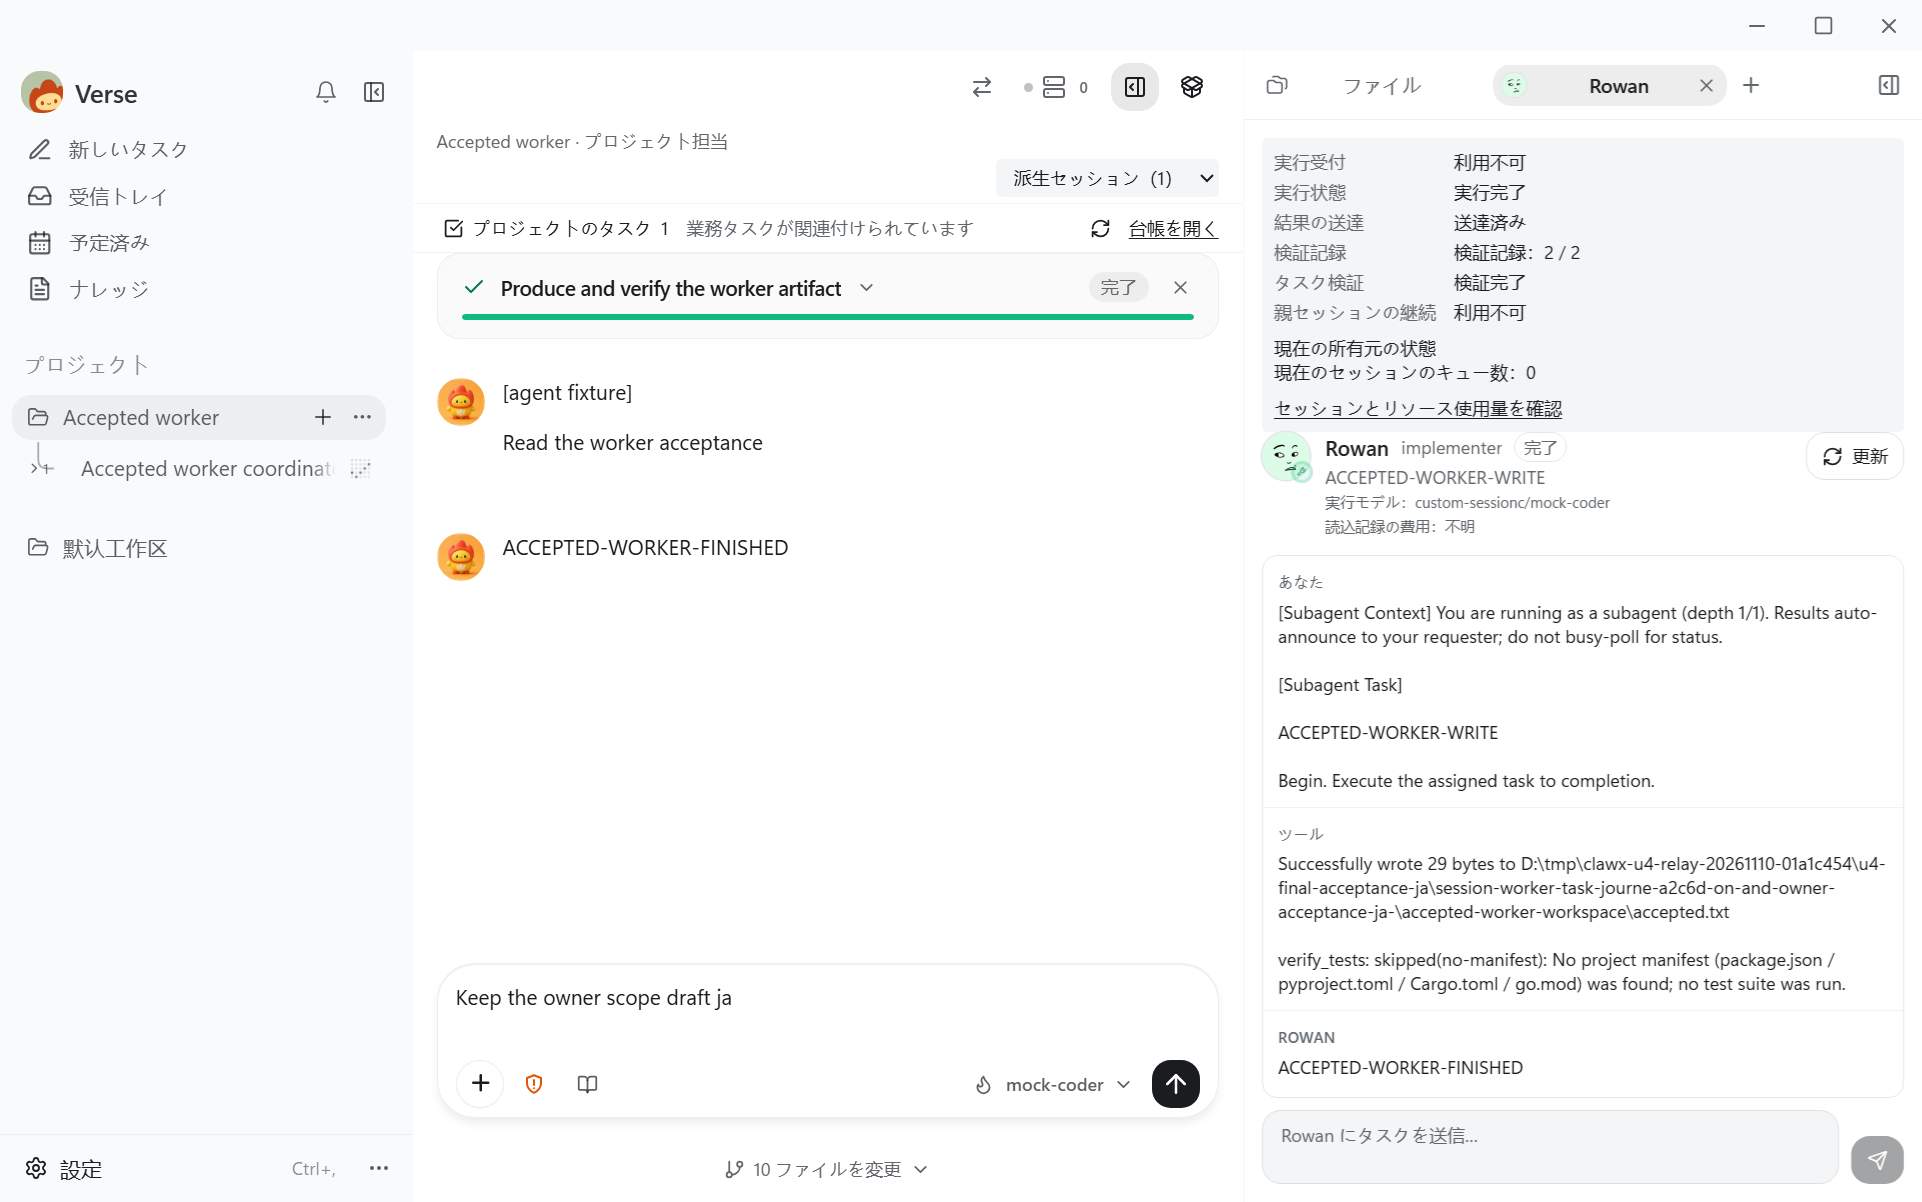 Verse
新しいタスク
受信トレイ
予定済み
ナレッジ
プロジェクト
Accepted worker
Accepted worker coordinat
默认工作区
設定
Ctrl+,
0
Accepted worker · プロジェクト担当
派生セッション (1)
プロジェクトのタスク 1 業務タスクが関連付けられています
台帳を開く
Produce and verify the worker artifact
完了
[agent fixture]
Read the worker acceptance
ACCEPTED-WORKER-FINISHED
Keep the owner scope draft ja
mock-coder
10 ファイルを変更
ファイル
Rowan
実行受付 利用不可
実行状態 実行完了
結果の送達 送達済み
検証記録 検証記録: 2 / 2
タスク検証 検証完了
親セッションの継続 利用不可
現在の所有元の状態
現在のセッションのキュー数: 0
セッションとリソース使用量を確認
Rowan implementer 完了
更新
ACCEPTED-WORKER-WRITE
実行モデル: custom-sessionc/mock-coder
読込記録の費用: 不明
あなた
[Subagent Context] You are running as a subagent (depth 1/1). Results auto-
announce to your requester; do not busy-poll for status.
[Subagent Task]
ACCEPTED-WORKER-WRITE
Begin. Execute the assigned task to completion.
ツール
Successfully wrote 29 bytes to D:\tmp\clawx-u4-relay-20261110-01a1c454\u4-
final-acceptance-ja\session-worker-task-journe-a2c6d-on-and-owner-
acceptance-ja-\accepted-worker-workspace\accepted.txt
verify_tests: skipped(no-manifest): No project manifest (package.json /
pyproject.toml / Cargo.toml / go.mod) was found; no test suite was run.
ROWAN
ACCEPTED-WORKER-FINISHED
Rowan にタスクを送信...